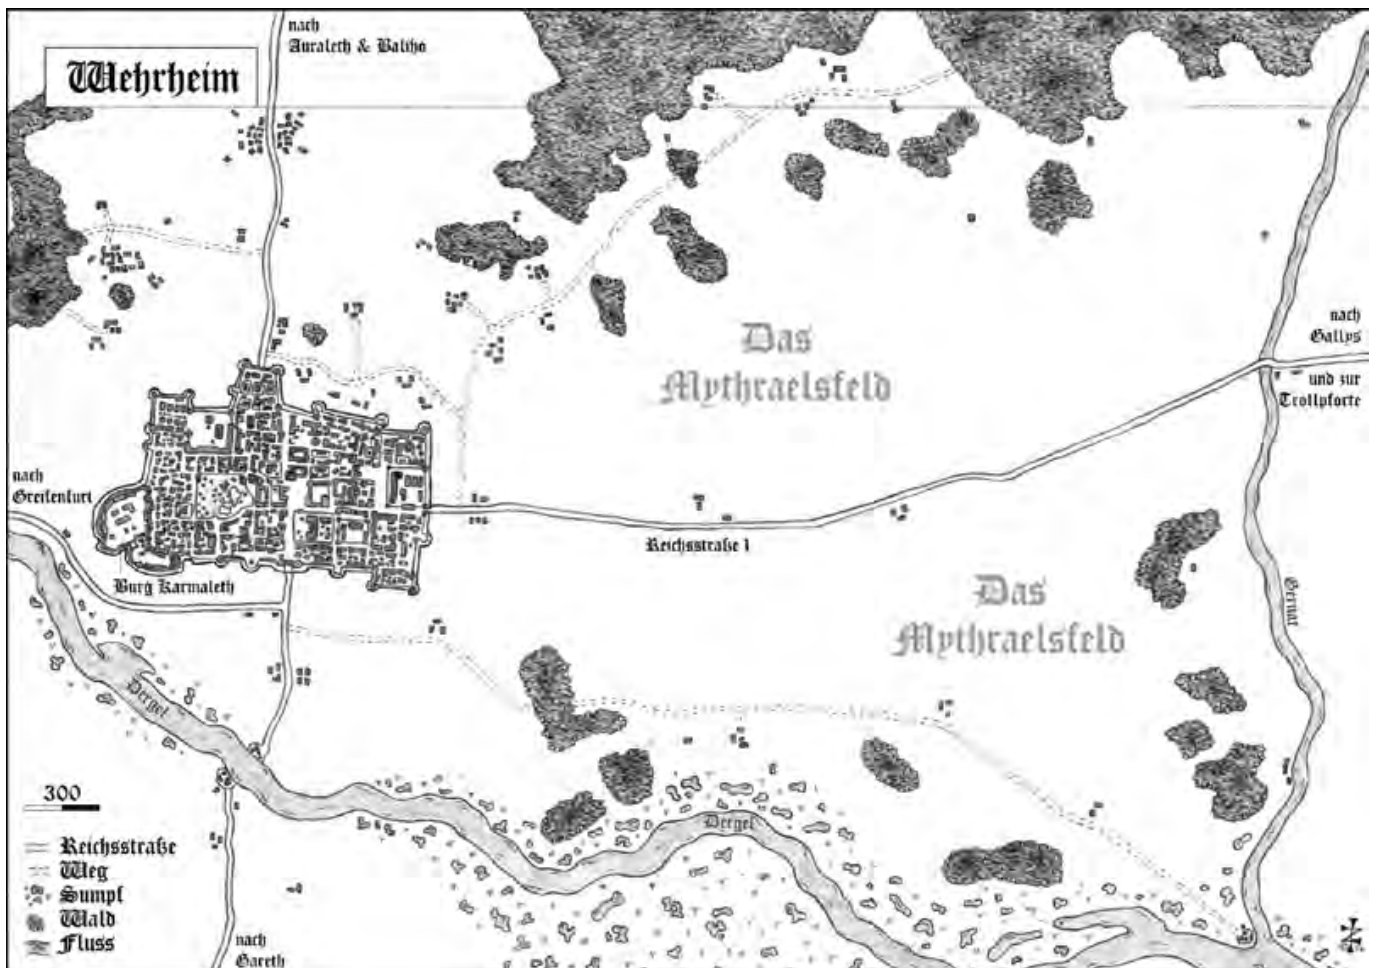 nach
Auraleth & Baliho
Wehrheim
nach
Gallys
und zur
Trollpforte
Das
Mythraelsfeld
nach
Greifenfurt
Reichsstraße 1
Burg Karmaleth
Das
Mythraelsfeld
Gernat
Dergel
Dergel
300
Reichsstraße
Weg
Sumpf
Wald
Fluss
nach
Gareth